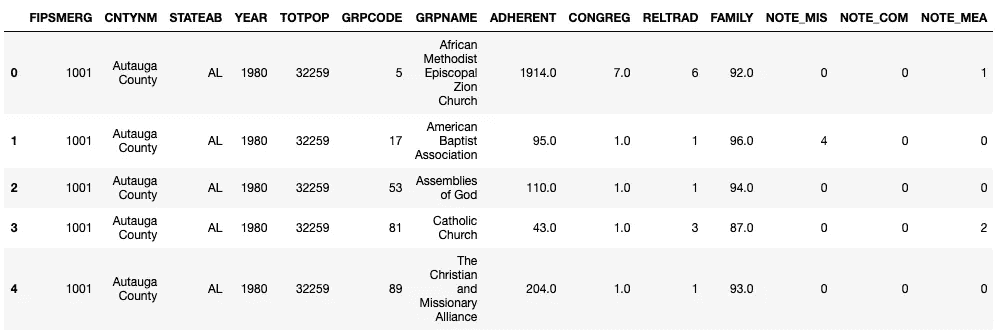 FIPSMERG CNTYNM STATEAB YEAR TOTPOP GRPCODE GRPNAME ADHERENT CONGREG RELTRAD FAMILY NOTE_MIS NOTE_COM NOTE_MEA
0 1001 Autauga County AL 1980 32259 5 African Methodist Episcopal Zion Church 1914.0 7.0 6 92.0 0 0 1
1 1001 Autauga County AL 1980 32259 17 American Baptist Association 95.0 1.0 1 96.0 4 0 0
2 1001 Autauga County AL 1980 32259 53 Assemblies of God 110.0 1.0 1 94.0 0 0 0
3 1001 Autauga County AL 1980 32259 81 Catholic Church 43.0 1.0 3 87.0 0 0 2
4 1001 Autauga County AL 1980 32259 89 The Christian and Missionary Alliance 204.0 1.0 1 93.0 0 0 0